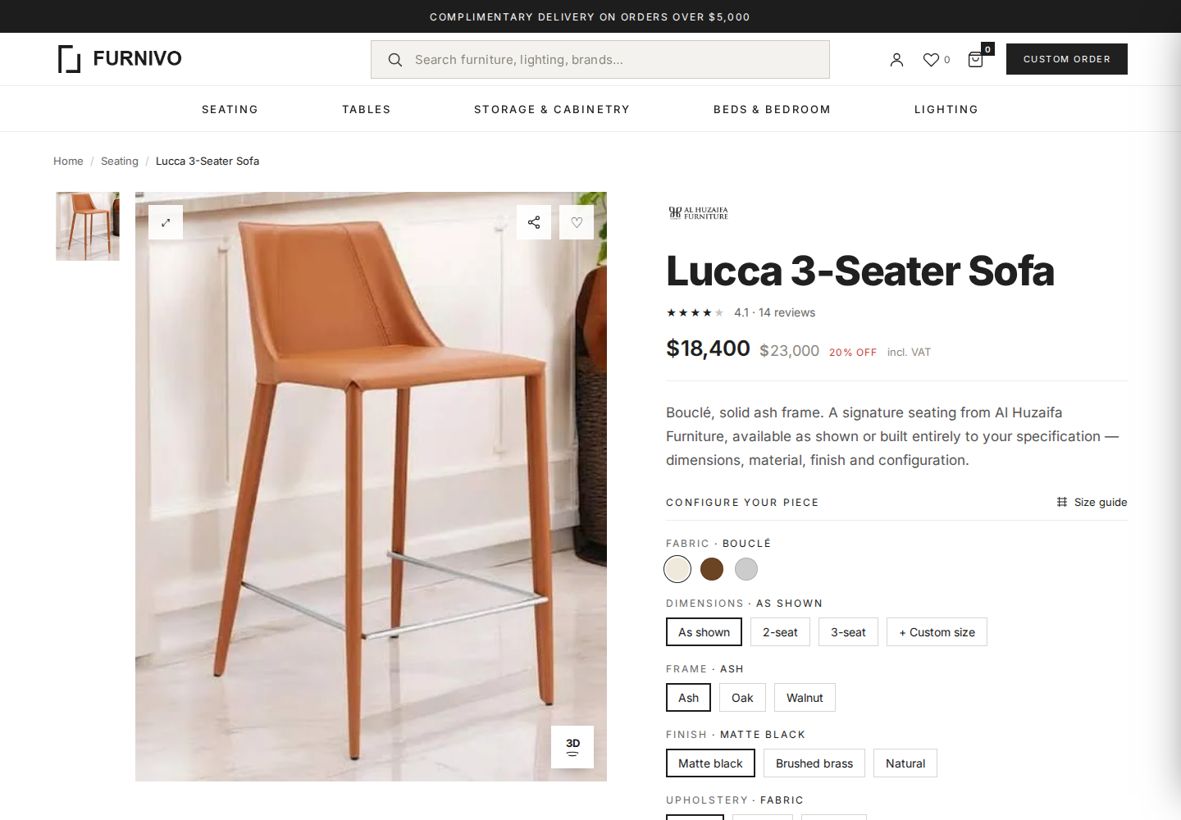 COMPLIMENTARY DELIVERY ON ORDERS OVER $5,000
FURNIVO
Search furniture, lighting, brands...
0
0
CUSTOM ORDER
SEATING
TABLES
STORAGE & CABINETRY
BEDS & BEDROOM
LIGHTING
Home / Seating / Lucca 3-Seater Sofa
AL HUZAIFA
FURNITURE
Lucca 3-Seater Sofa
★★★★★ 4.1 · 14 reviews
$18,400 $23,000 20% OFF incl. VAT
Bouclé, solid ash frame. A signature seating from Al Huzaifa
Furniture, available as shown or built entirely to your specification —
dimensions, material, finish and configuration.
CONFIGURE YOUR PIECE
Size guide
FABRIC · BOUCLÉ
DIMENSIONS · AS SHOWN
As shown
2-seat
3-seat
+ Custom size
FRAME · ASH
Ash
Oak
Walnut
FINISH · MATTE BLACK
Matte black
Brushed brass
Natural
3D
UPHOLSTERY · FABRIC